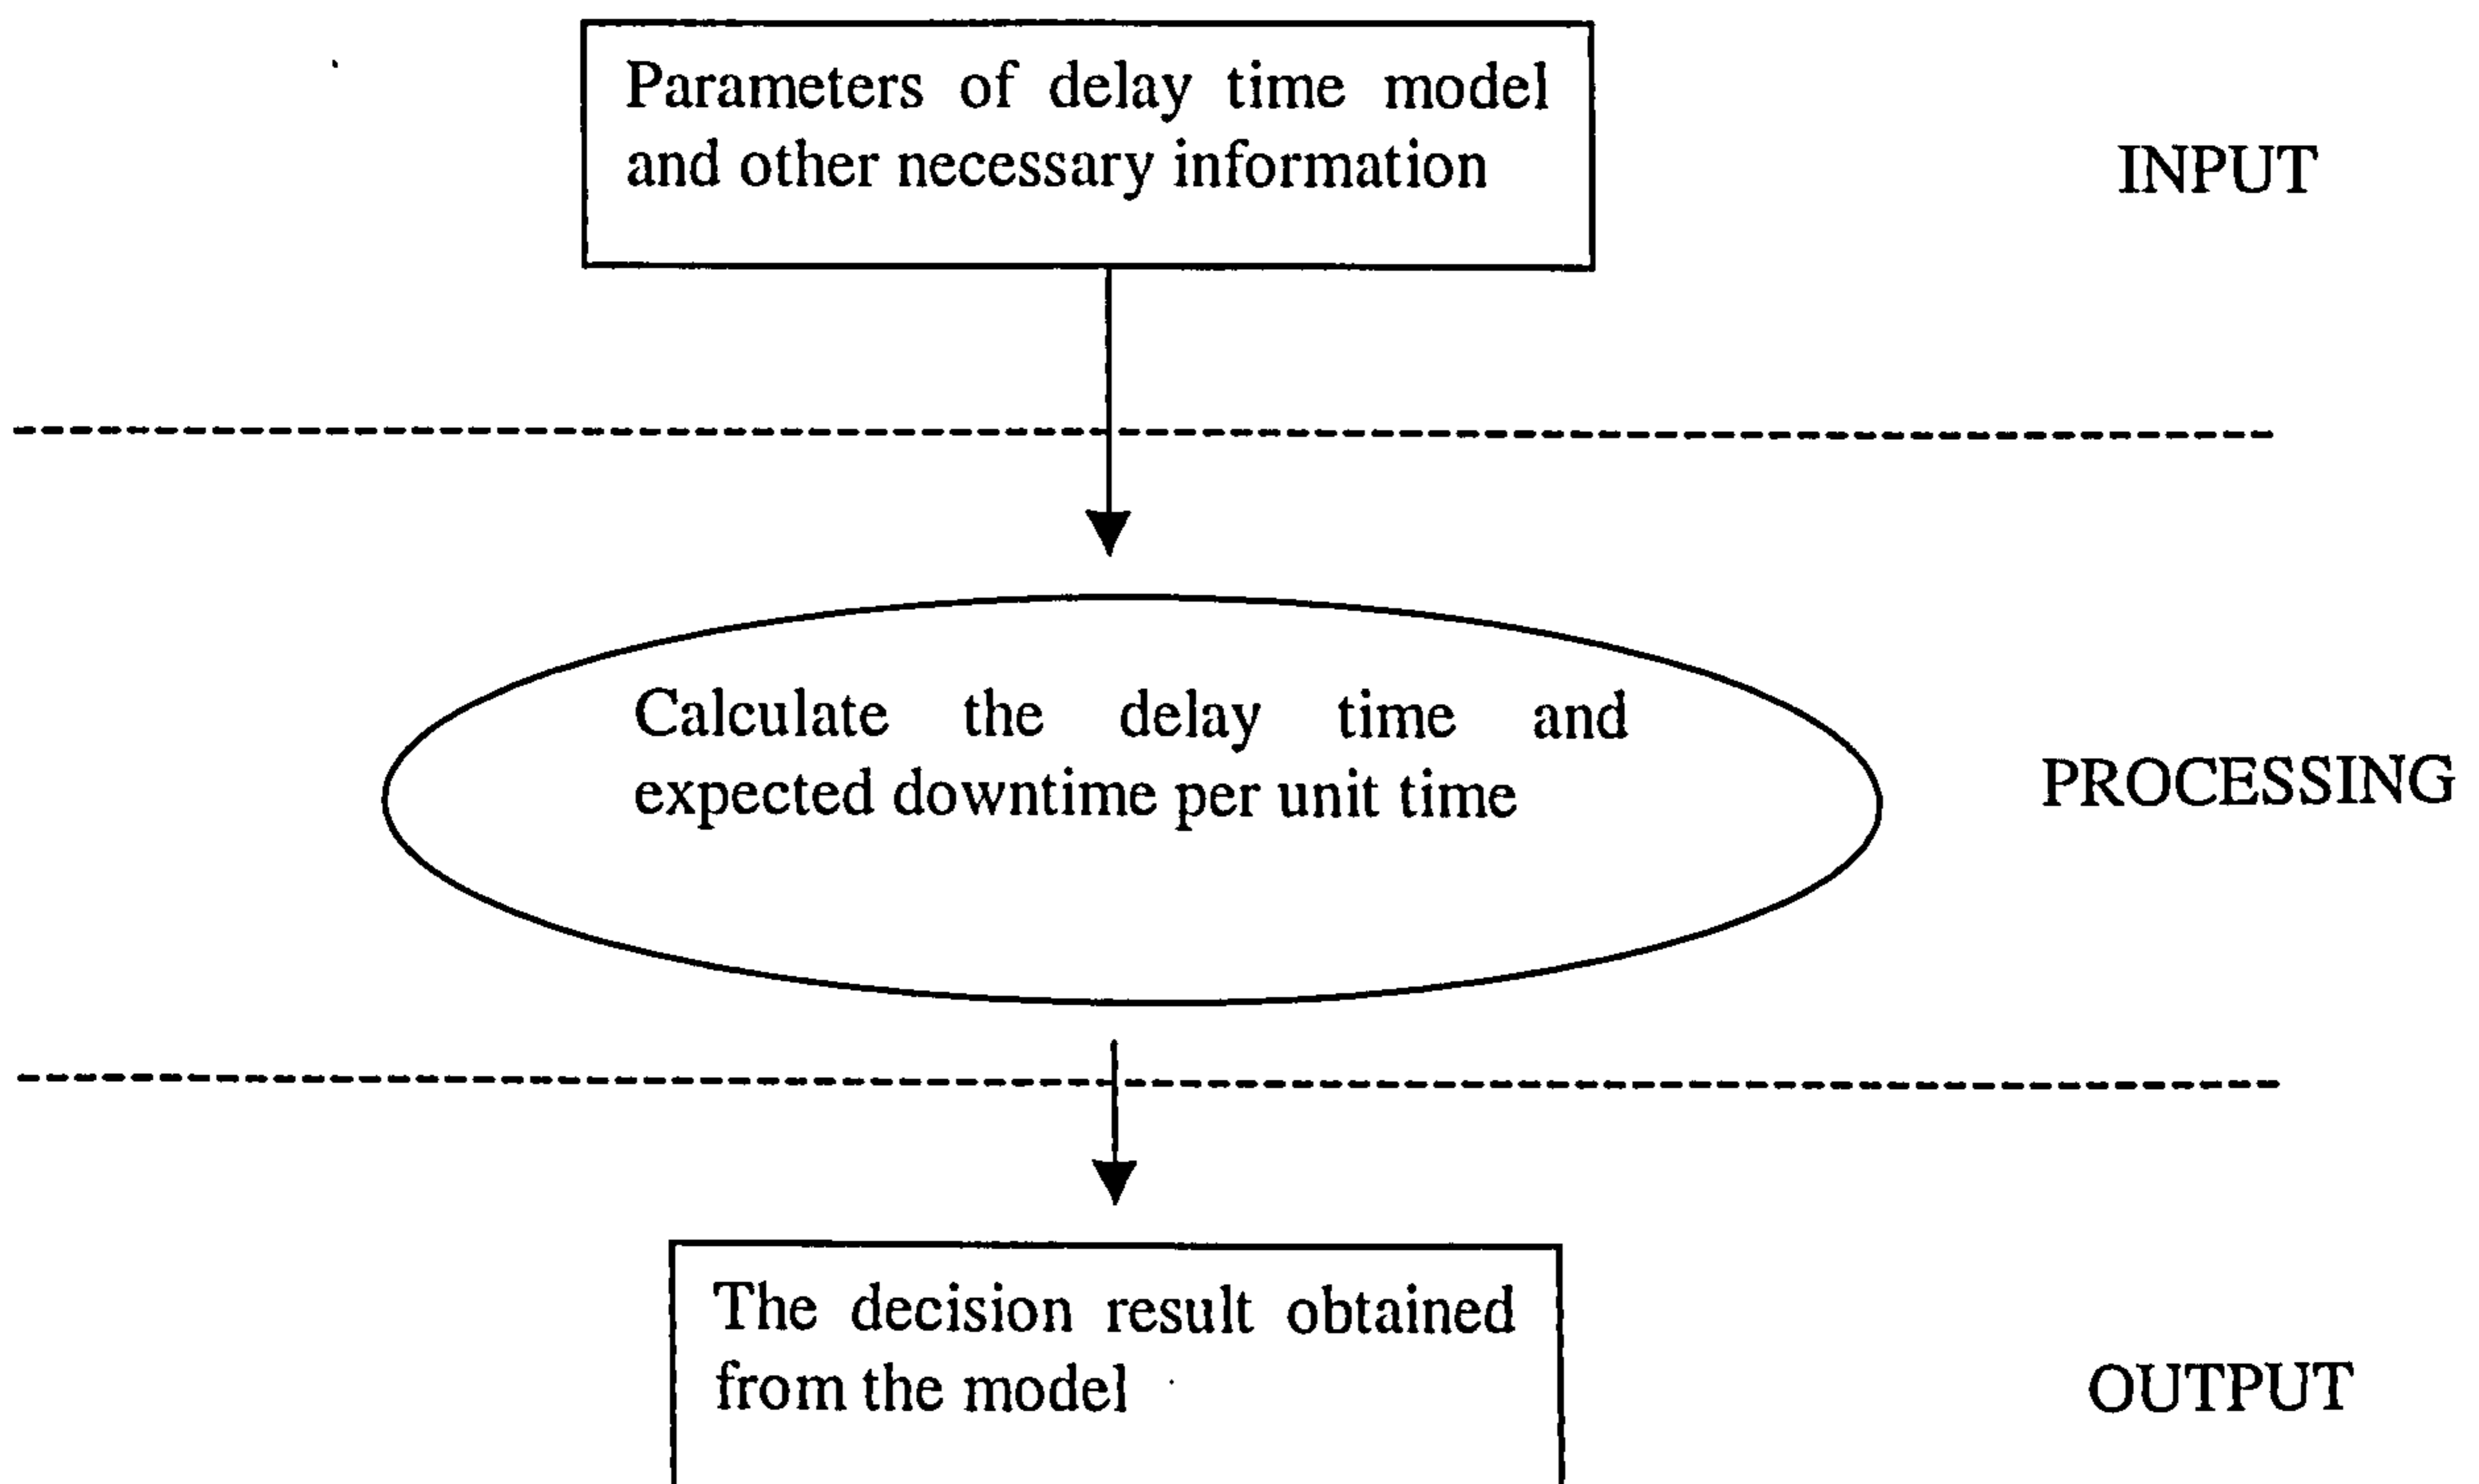 Parameters of delay time model
and other necessary information
INPUT
Calculate the delay time and
expected downtime per unit time
PROCESSING
The decision result obtained
from the model
OUTPUT